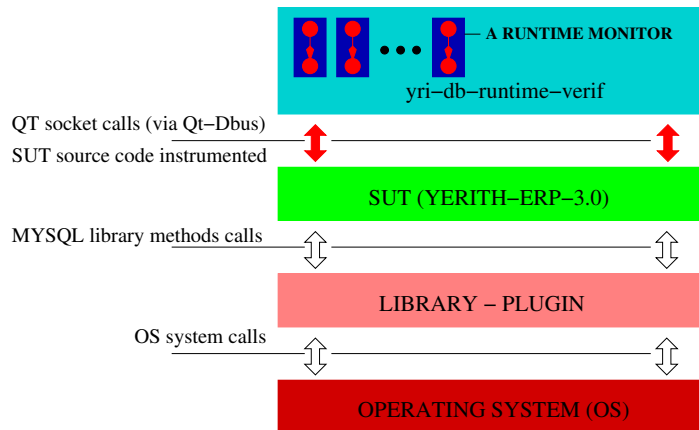 A RUNTIME MONITOR
yri−db−runtime−verif
QT socket calls (via Qt−Dbus)
SUT source code instrumented
SUT (YERITH−ERP−3.0)
MYSQL library methods calls
LIBRARY − PLUGIN
OS system calls
OPERATING SYSTEM (OS)